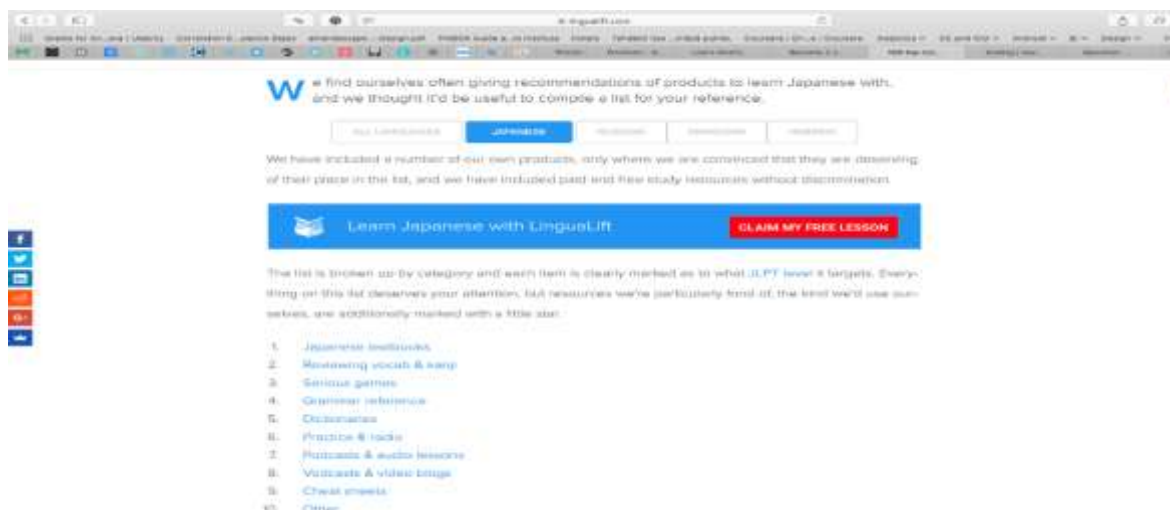 lingualift.com
We find ourselves often giving recommendations of products to learn Japanese with,
and we thought it'd be useful to compile a list for your reference.
ALL LANGUAGES JAPANESE RUSSIAN HEBREW
We have included a number of our own products, only where we are convinced that they are deserving
of their place in the list, and we have included paid and free study resources without discrimination.
Learn Japanese with LinguaLift
CLAIM MY FREE LESSON
The list is broken up by category and each item is clearly marked as to what JLPT level it targets. Every-
thing on this list deserves your attention, but resources we're particularly fond of, the kind we'd use our-
selves, are additionally marked with a little star.
1. Japanese textbooks
2. Reviewing vocab & kanji
3. Serious games
4. Grammar reference
5. Dictionaries
6. Practice & radio
7. Podcasts & audio lessons
8. Vodcasts & video blogs
9. Cheat sheets
10. Other